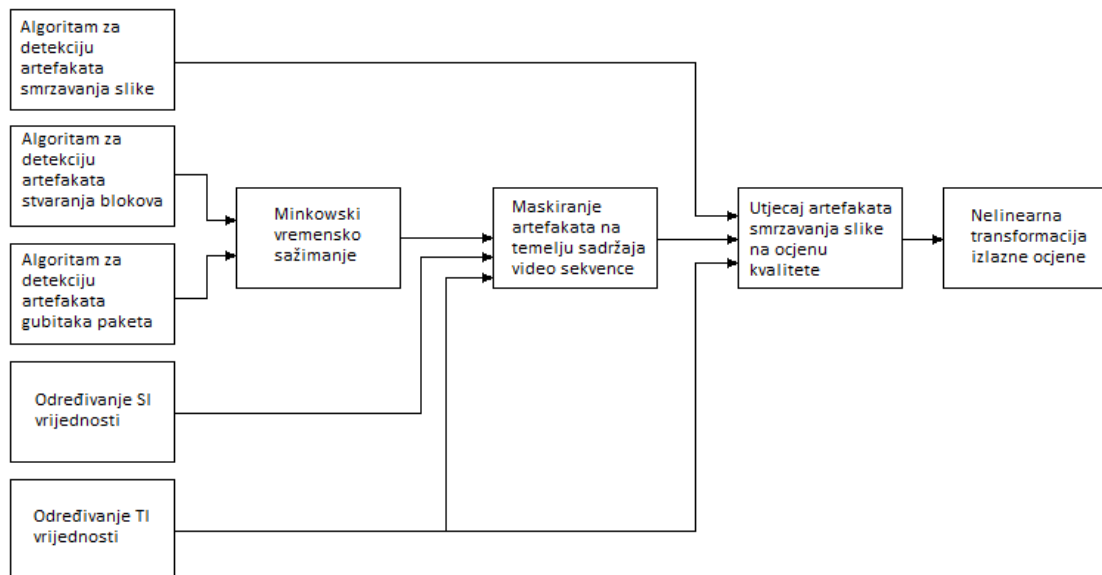 Algoritam za
detekciju
artefakata
smrzavanja slike
Algoritam za
detekciju
artefakata
stvaranja blokova
Algoritam za
detekciju
artefakata
gubitaka paketa
Određivanje SI
vrijednosti
Određivanje TI
vrijednosti
Minkowski
vremensko
sažimanje
Maskiranje
artefakata na
temelju sadržaja
video sekvence
Utjecaj artefakata
smrzavanja slike
na ocjenu
kvalitete
Nelinearna
transformacija
izlazne ocjene